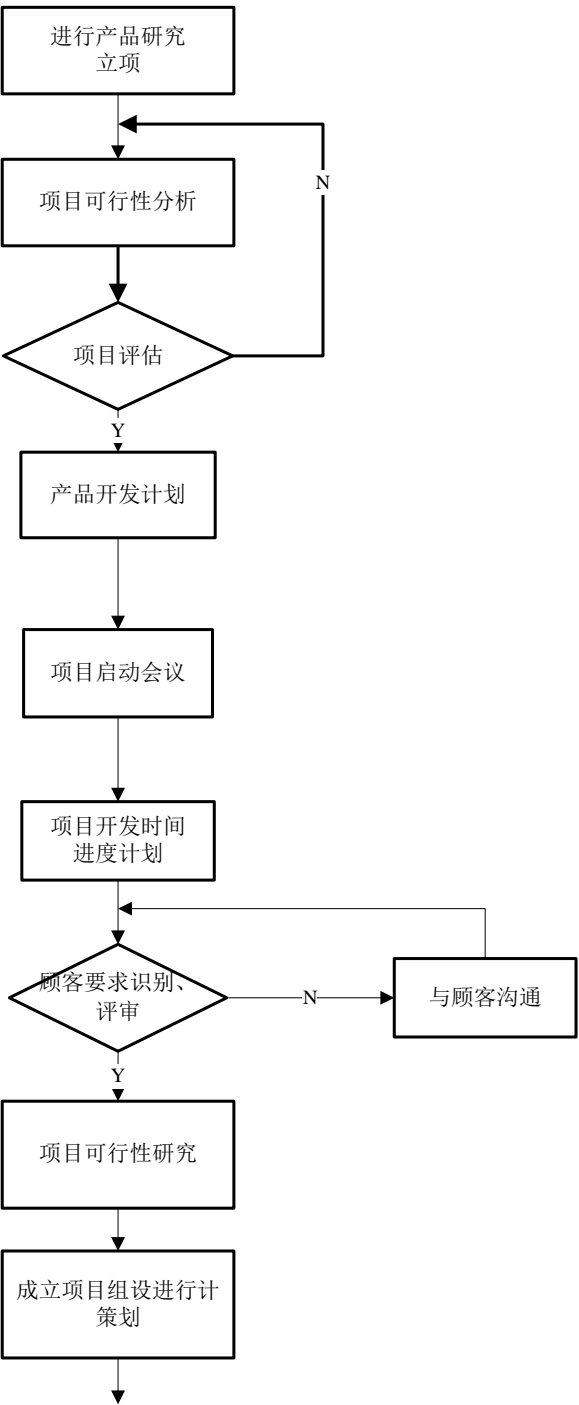 进行产品研究
立项
N
项目可行性分析
项目评估
Y
产品开发计划
项目启动会议
项目开发时间
进度计划
顾客要求识别、
评审
N
与顾客沟通
Y
项目可行性研究
成立项目组设进行计
策划